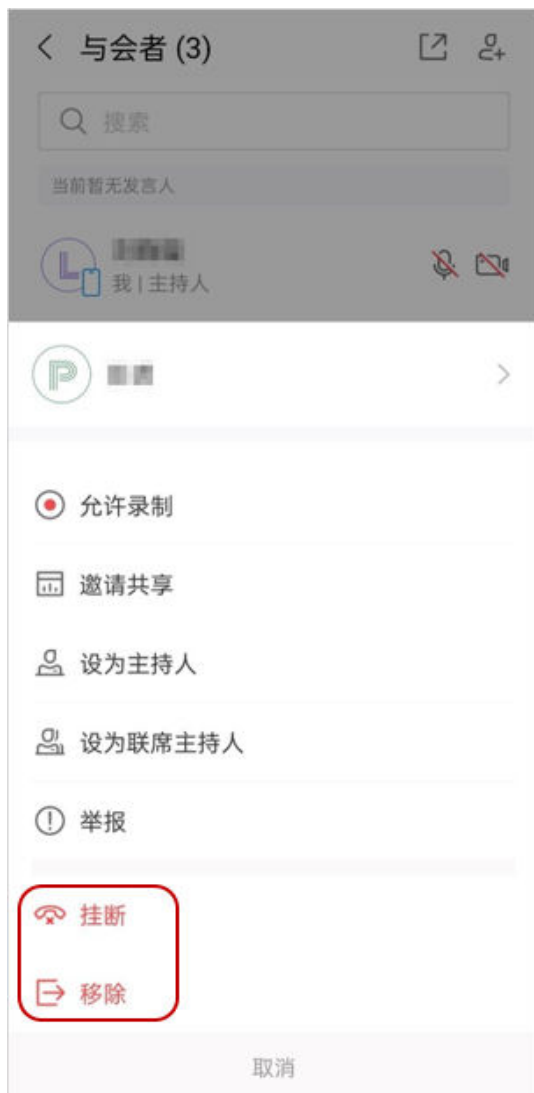 与会者 (3)
搜索
当前暂无发言人
L
我 | 主持人
P
允许录制
邀请共享
设为主持人
设为联席主持人
举报
挂断
移除
取消